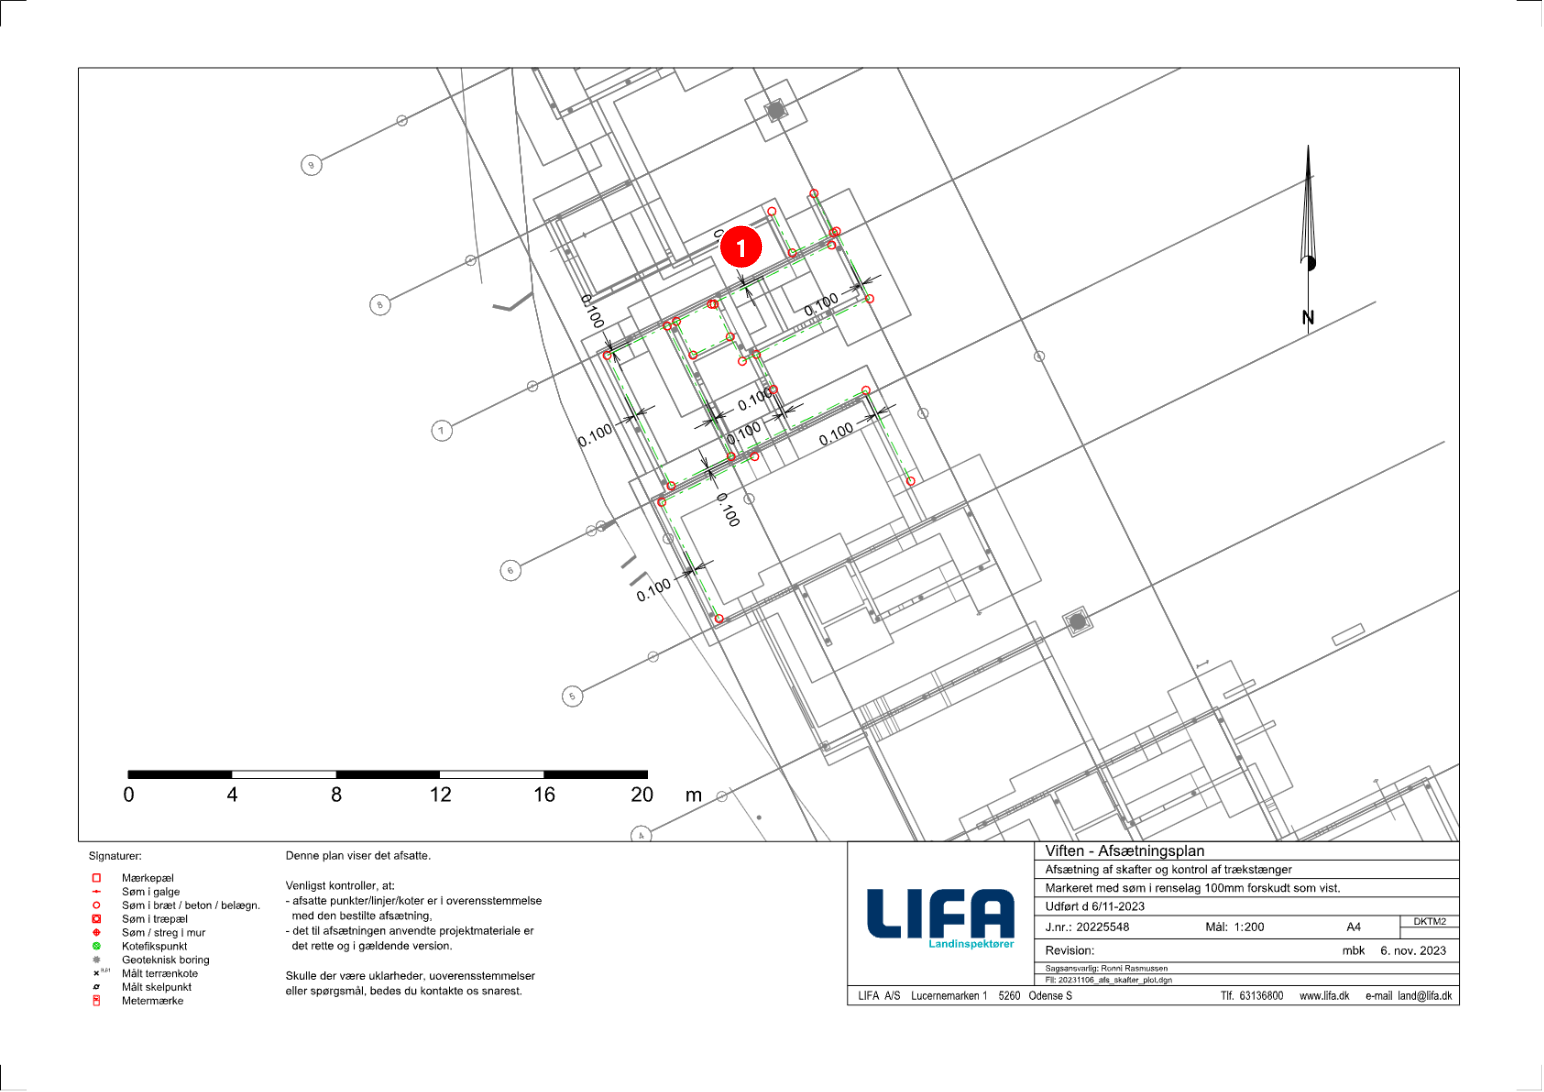 9
8
7
6
5
4
1
0.100
0.100
0.100
0.100
0.100
0.100
0.100
0.100
N
0 4 8 12 16 20 m
Signaturer:
Mærkepæl
Søm i galge
Søm i bræt / beton / belægn.
Søm i træpæl
Søm / streg i mur
Kotefikspunkt
Geoteknisk boring
Målt terrænkote
Målt skelpunkt
Metermærke
Denne plan viser det afsatte.
Venligst kontroller, at:
- afsatte punkter/linjer/koter er i overensstemmelse
med den bestilte afsætning,
- det til afsætningen anvendte projektmateriale er
det rette og i gældende version.
Skulle der være uklarheder, uoverensstemmelser
eller spørgsmål, bedes du kontakte os snarest.
LIFA
Landinspektører
Viften - Afsætningsplan
Afsætning af skafter og kontrol af trækstænger
Markeret med søm i renselag 100mm forskudt som vist.
Udført d 6/11-2023
J.nr.: 20225548 Mål: 1:200 A4 DKTM2
Revision: mbk 6. nov. 2023
Sagsansvarlig: Ronni Rasmussen
Fil: 20231106_afs_skafter_plot.dgn
LIFA A/S Lucernemarken 1 5260 Odense S Tlf. 63136800 www.lifa.dk e-mail land@lifa.dk